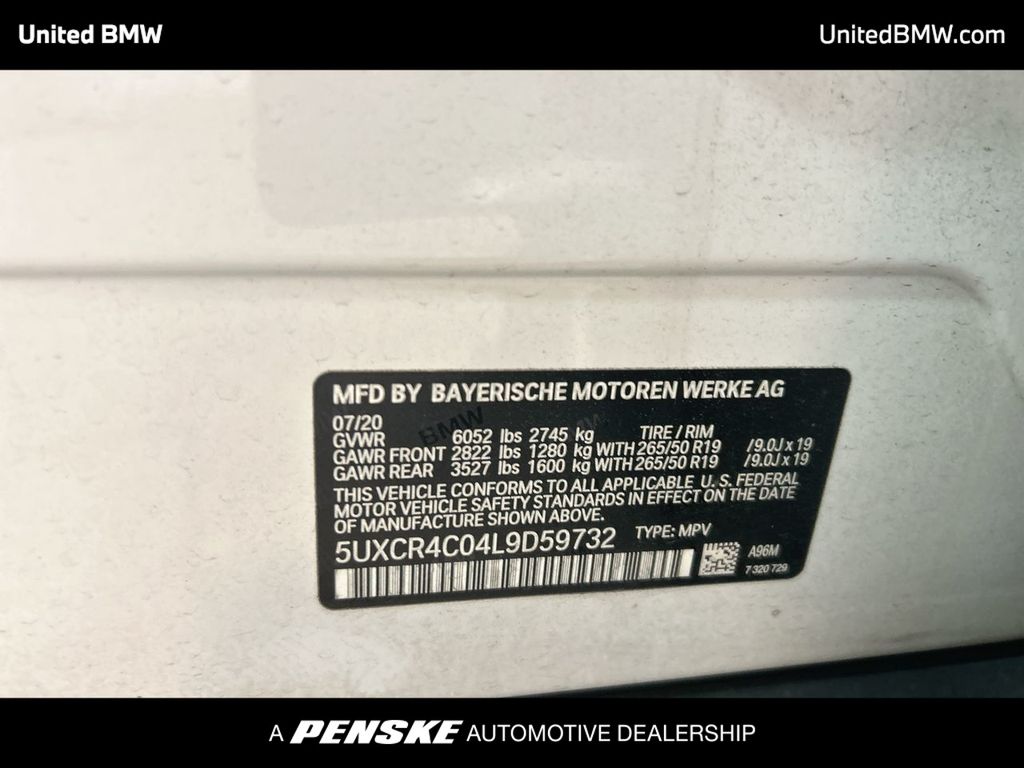 United BMW
UnitedBMW.com
MFD BY BAYERISCHE MOTOREN WERKE AG
07/20
GVWR 6052 lbs 2745 kg TIRE / RIM
GAWR FRONT 2822 lbs 1280 kg WITH 265/50 R19 /9.0J x 19
GAWR REAR 3527 lbs 1600 kg WITH 265/50 R19 /9.0J x 19
THIS VEHICLE CONFORMS TO ALL APPLICABLE U.S. FEDERAL
MOTOR VEHICLE SAFETY STANDARDS IN EFFECT ON THE DATE
OF MANUFACTURE SHOWN ABOVE.
5UXCR4C04L9D59732 TYPE: MPV
A96M
7 320 729
BMW
BMW
A PENSKE AUTOMOTIVE DEALERSHIP